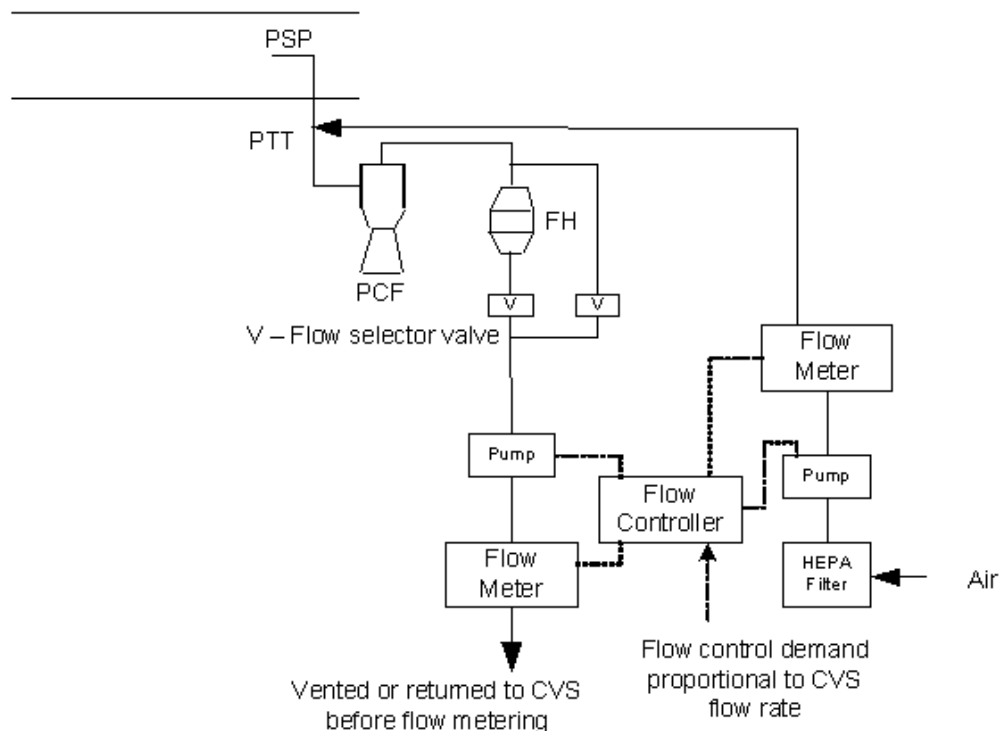 PSP
PTT
FH
PCF
V
V
V – Flow selector valve
Flow
Meter
Pump
Pump
Flow
Controller
HEPA
Filter
Air
Flow
Meter
Flow control demand
proportional to CVS
flow rate
Vented or returned to CVS
before flow metering